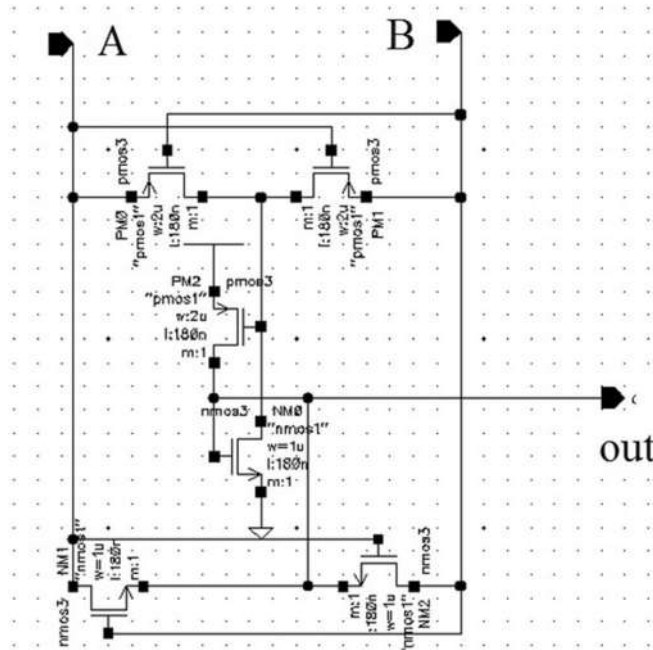 A
B
pmos3
PM0
"pmos1"
w:2u
l:180n
m:1
pmos3
m:1
l:180n
w:2u
"pmos1"
PM1
PM2
pmos3
"pmos1"
w:2u
l:180n
m:1
nmos3
NM0
"nmos1"
w=1u
l:180n
m:1
out
nmos3
NM1
"nmos1"
w=1u
l:180n
m:1
nmos3
m:1
l:180n
w=1u
"nmos1"
NM2